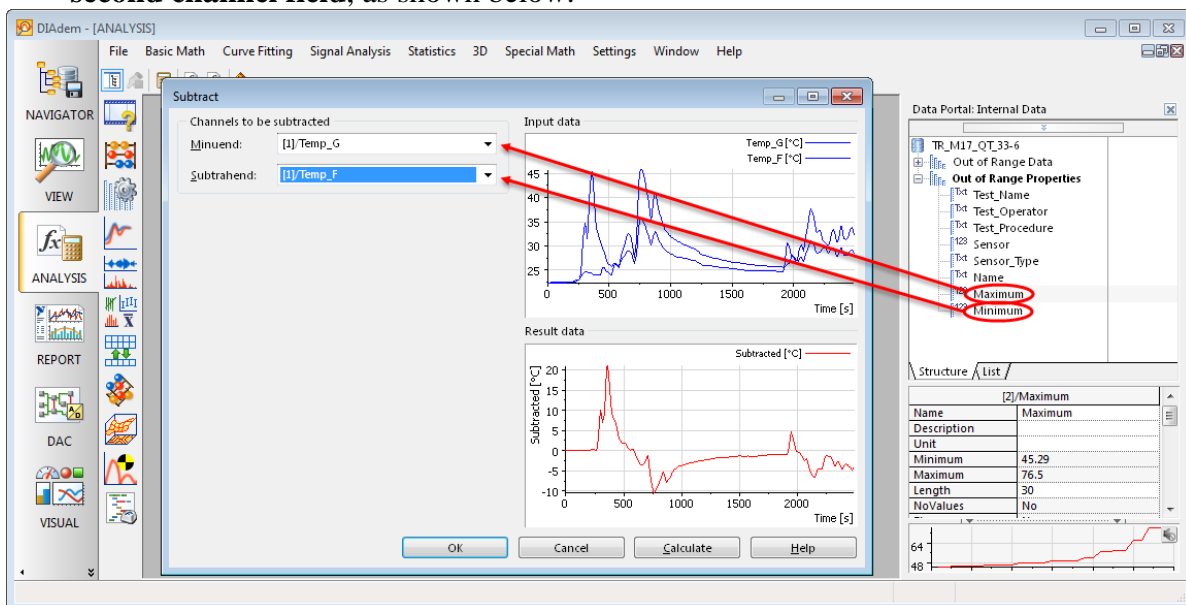 second channel field, as shown below:
DIAdem - [ANALYSIS]
File Basic Math Curve Fitting Signal Analysis Statistics 3D Special Math Settings Window Help
NAVIGATOR
VIEW
ANALYSIS
REPORT
DAC
VISUAL
Subtract
Channels to be subtracted
Minuend: [1]/Temp_G
Subtrahend: [1]/Temp_F
Input data
Temp_G[°C]
Temp_F [°C]
45
40
35
30
25
0 500 1000 1500 2000
Time [s]
Result data
Subtracted [°C]
Subtracted [°C]
20
15
10
5
0
-5
-10
0 500 1000 1500 2000
Time [s]
OK Cancel Calculate Help
Data Portal: Internal Data
TR_M17_QT_33-6
Out of Range Data
Out of Range Properties
Test_Name
Test_Operator
Test_Procedure
Sensor
Sensor_Type
Name
Maximum
Minimum
Structure List
[2]/Maximum
Name Maximum
Description
Unit
Minimum 45.29
Maximum 76.5
Length 30
NoValues No
64
48